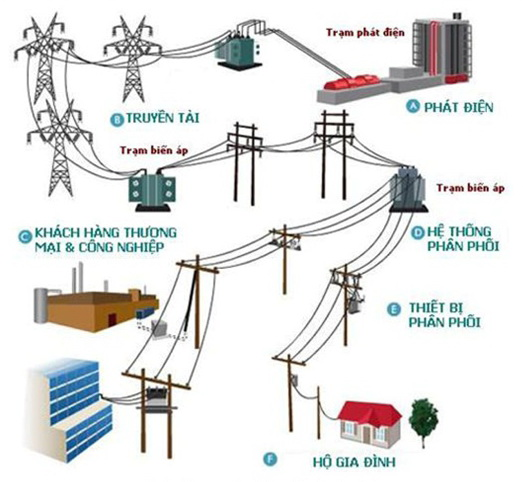 Trạm phát điện
A PHÁT ĐIỆN
B TRUYỀN TẢI
Trạm biến áp
Trạm biến áp
C KHÁCH HÀNG THƯƠNG
MẠI & CÔNG NGHIỆP
D HỆ THỐNG
PHÂN PHỐI
E THIẾT BỊ
PHÂN PHỐI
F HỘ GIA ĐÌNH